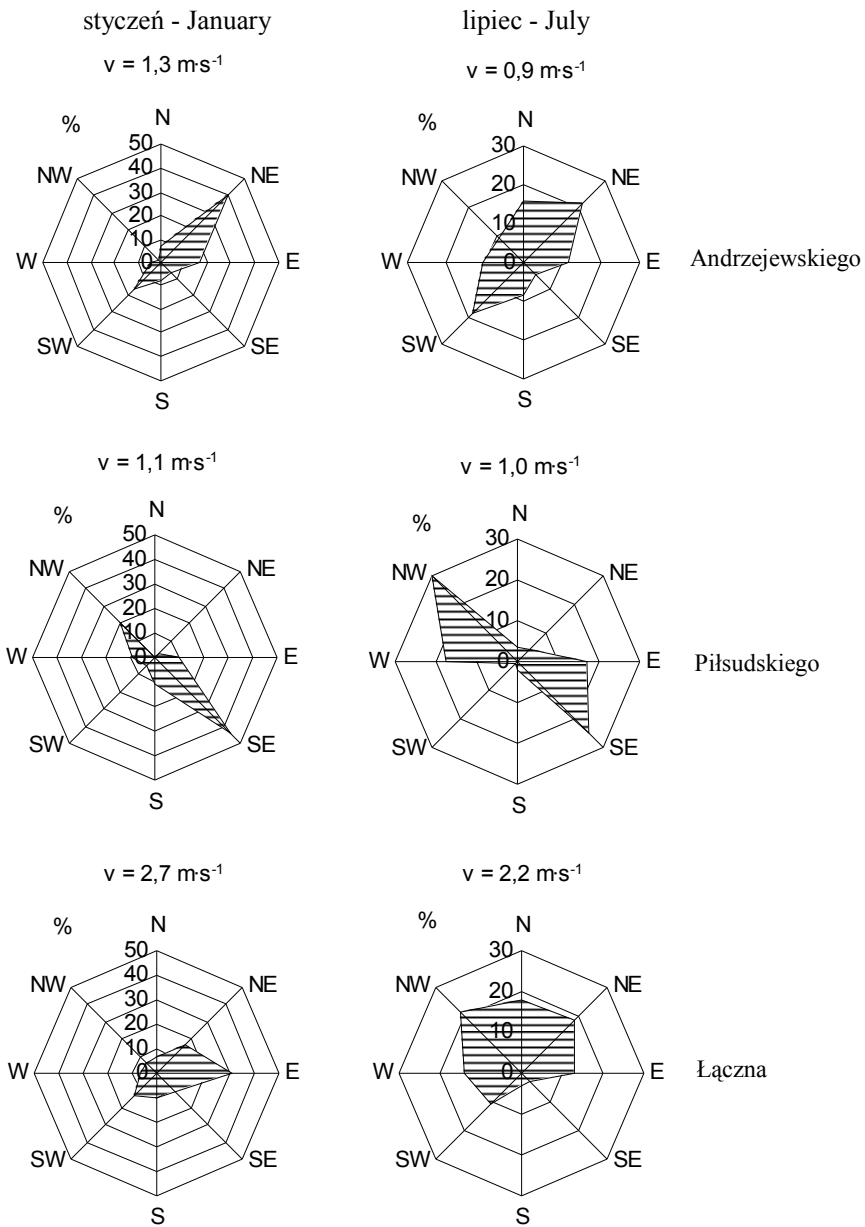 styczeń - January
lipiec - July
v = 1,3 m·s-1
v = 0,9 m·s-1
%
N
50
40
30
20
10
0
NW
NE
W
E
SW
SE
S
%
N
30
20
10
0
NW
NE
W
E
SW
SE
S
Andrzejewskiego
v = 1,1 m·s-1
v = 1,0 m·s-1
%
N
50
40
30
20
10
0
NW
NE
W
E
SW
SE
S
%
N
30
20
10
0
NW
NE
W
E
SW
SE
S
Piłsudskiego
v = 2,7 m·s-1
v = 2,2 m·s-1
%
N
50
40
30
20
10
0
NW
NE
W
E
SW
SE
S
%
N
30
20
10
0
NW
NE
W
E
SW
SE
S
Łączna